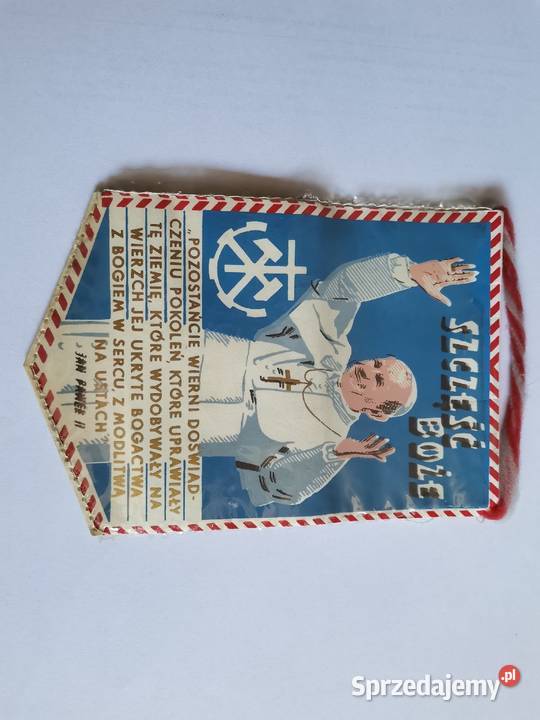 SZCZĘŚĆ
BOŻE
„POZOSTAŃCIE WIERNI DOŚWIAD-
CZENIU POKOLEŃ KTÓRE UPRAWIAŁY
TĘ ZIEMIĘ, KTÓRE WYDOBYWAŁY NA
WIERZCH JEJ UKRYTE BOGACTWA
Z BOGIEM W SERCU, Z MODLITWĄ
NA USTACH”
JAN PAWEŁ II
Sprzedajemy.pl